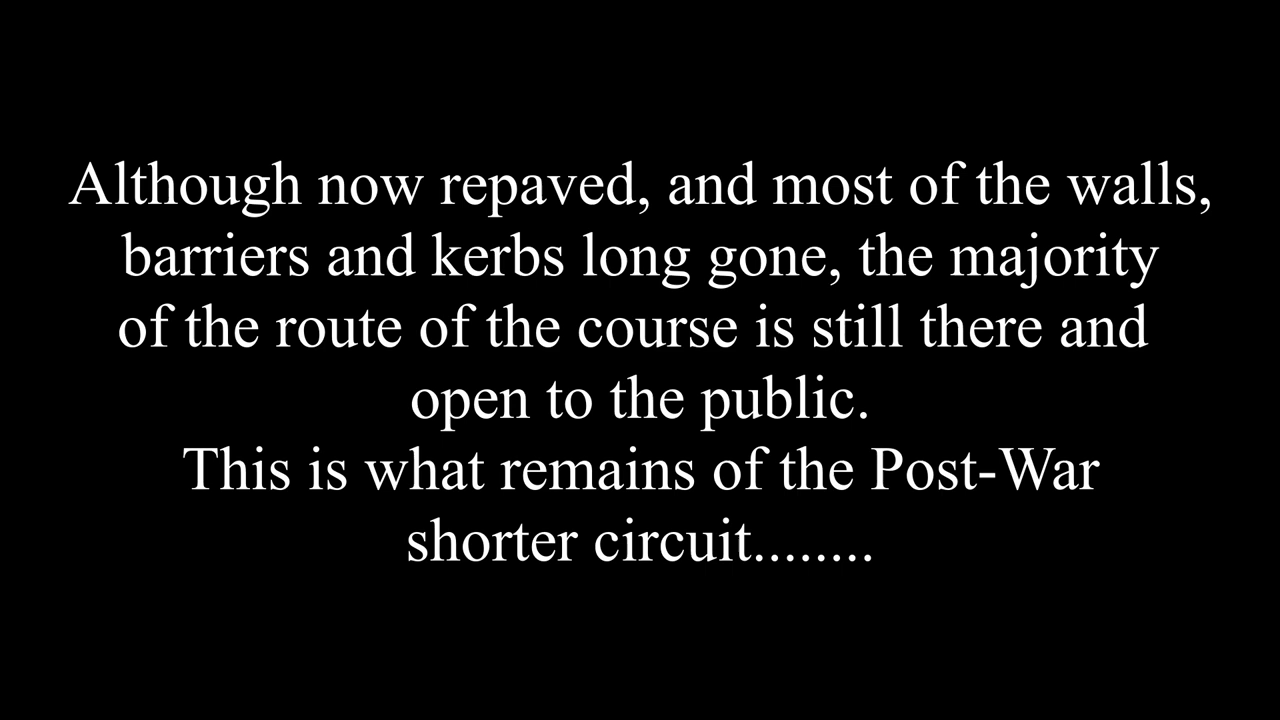 Although now repaved, and most of the walls,
barriers and kerbs long gone, the majority
of the route of the course is still there and
open to the public.
This is what remains of the Post-War
shorter circuit........